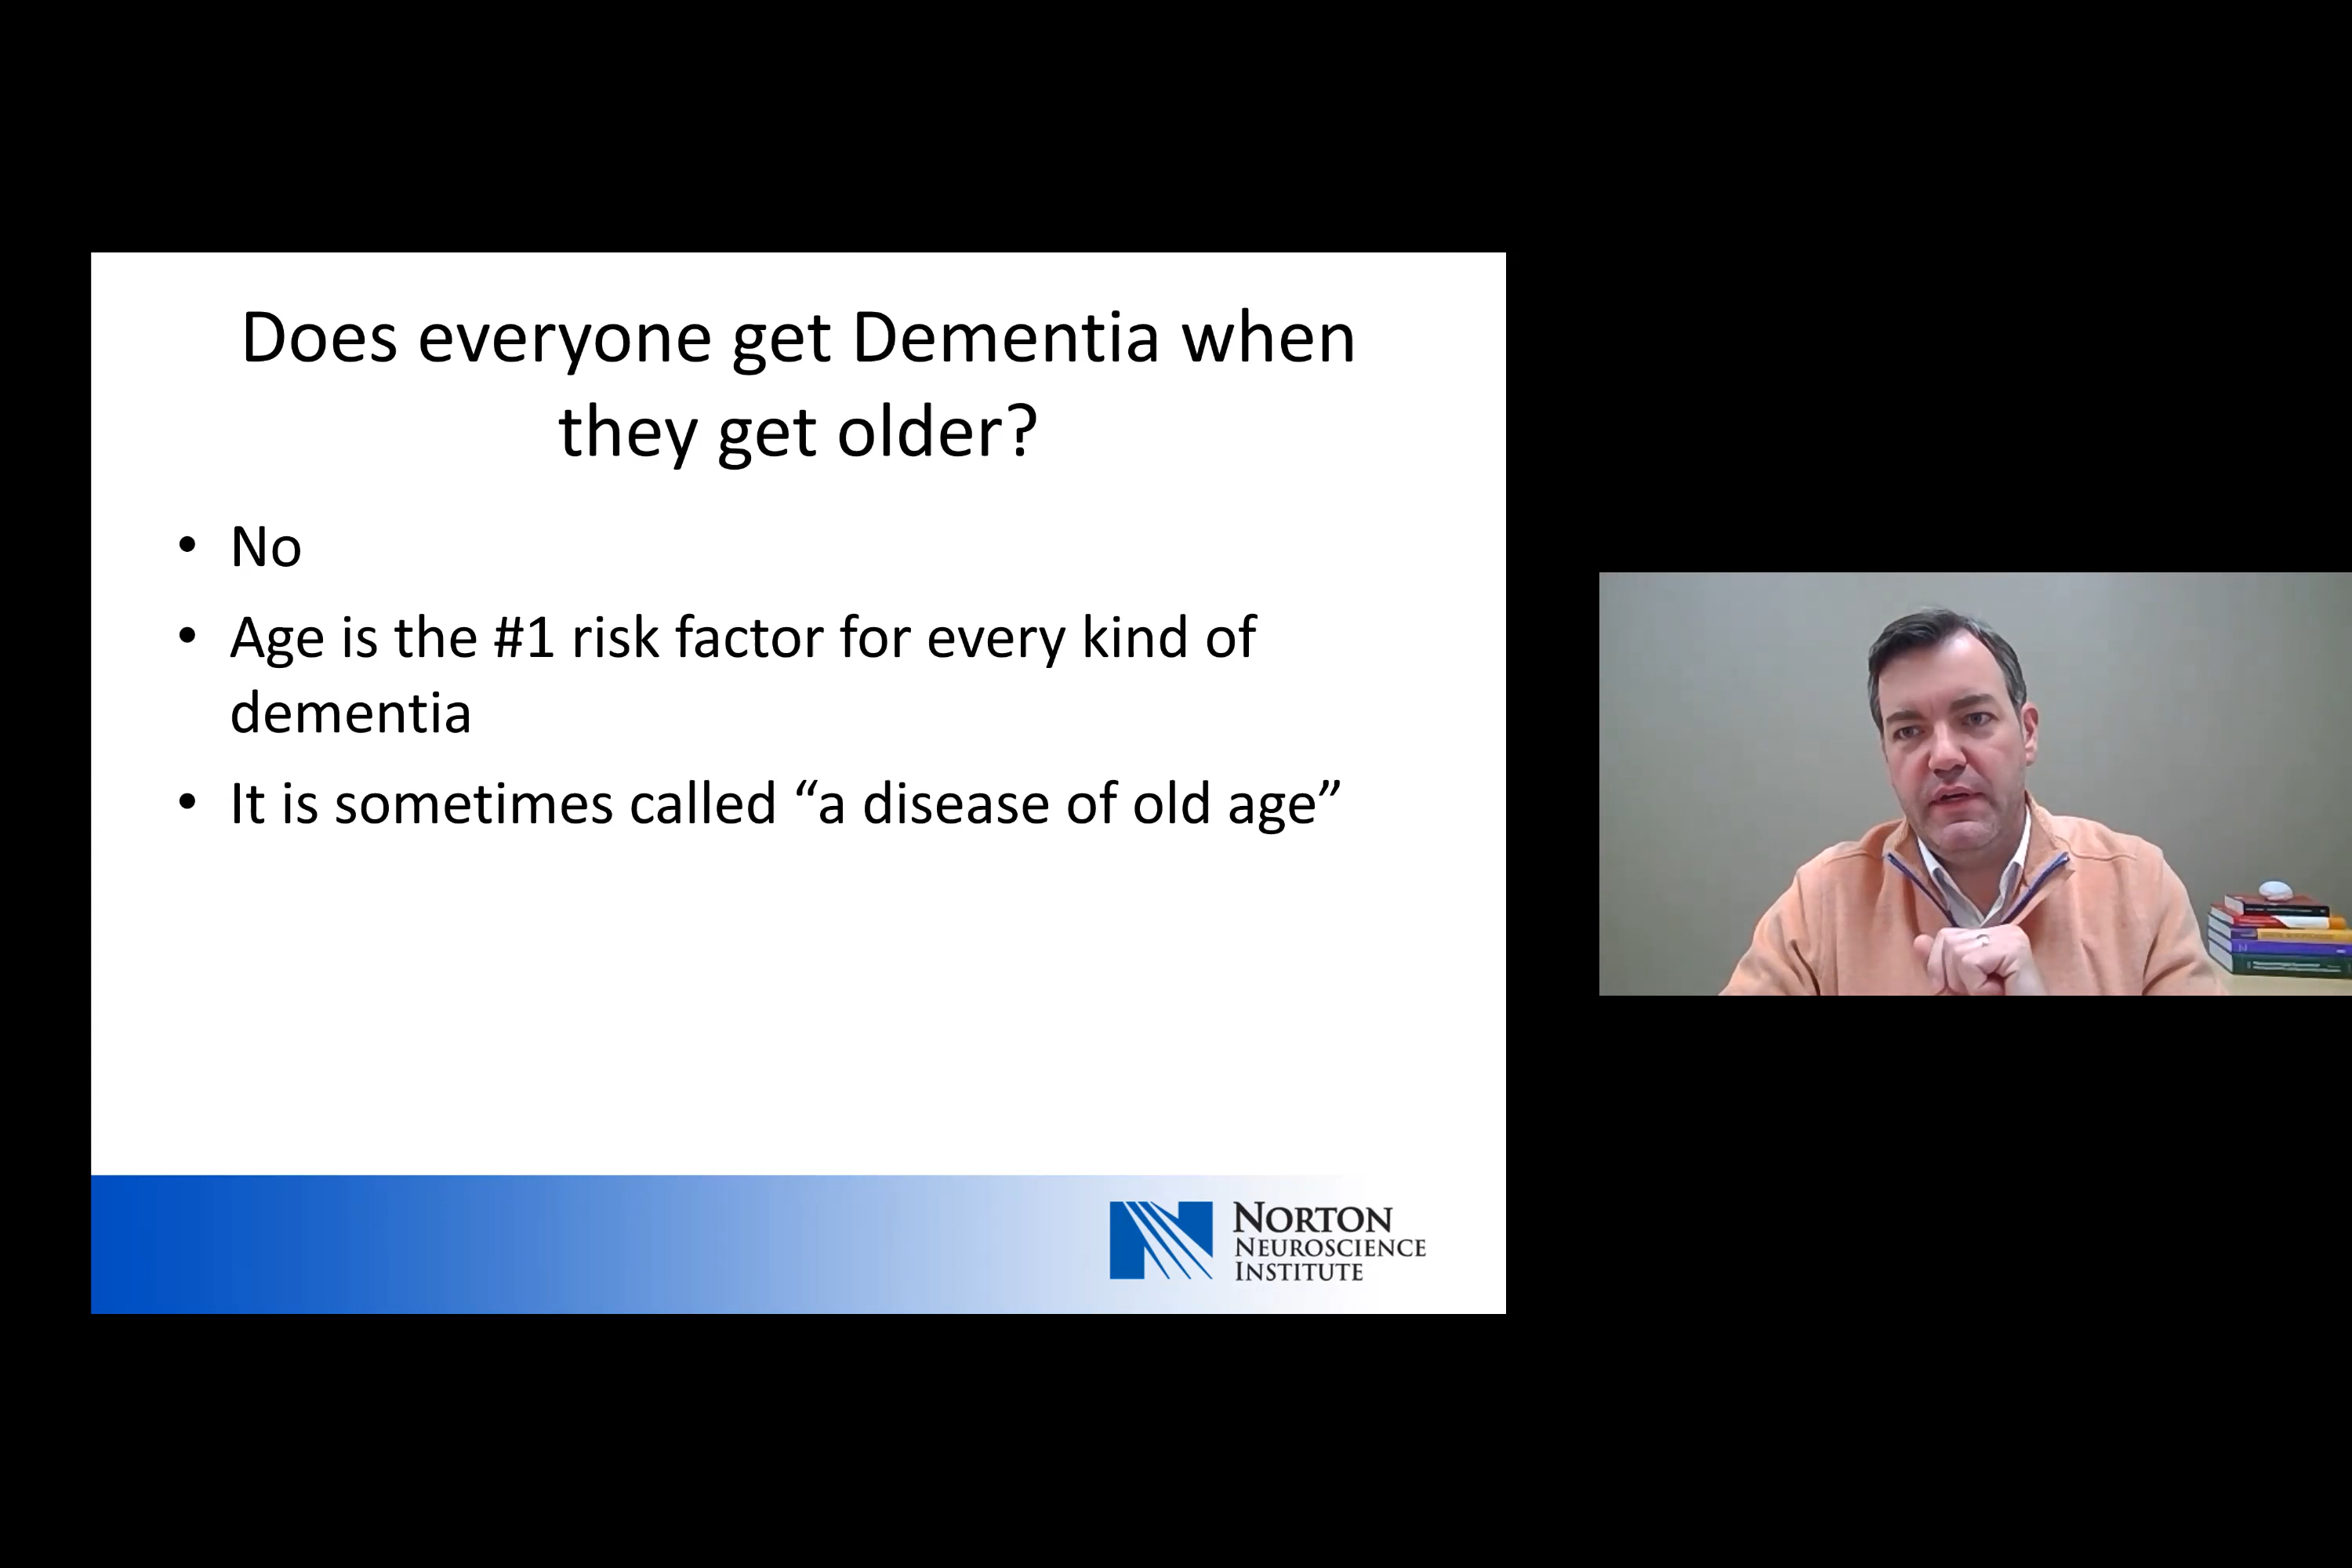 Does everyone get Dementia when
they get older?
• No
• Age is the #1 risk factor for every kind of
dementia
• It is sometimes called “a disease of old age”
NORTON
NEUROSCIENCE
INSTITUTE